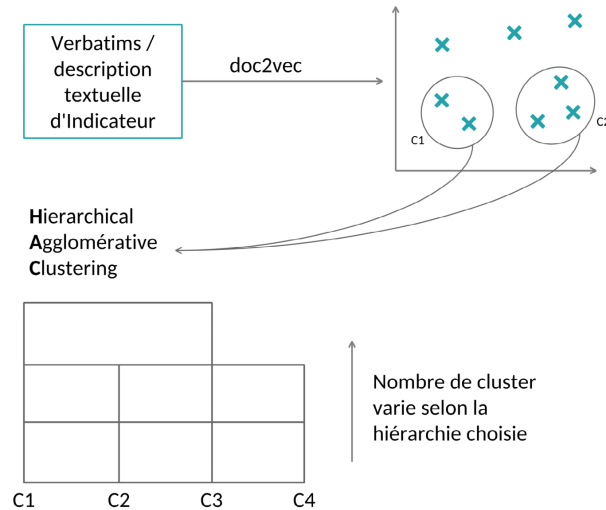 Verbatims /
description
textuelle
d'Indicateur
doc2vec
C1
C2
Hierarchical
Agglomérative
Clustering
Nombre de cluster
varie selon la
hiérarchie choisie
C1 C2 C3 C4